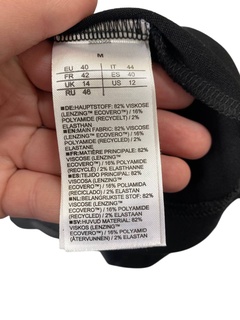 M
EU 40 IT 44
FR 42 ES 40
UK 14 US 12
RU 46
■DE:HAUPTSTOFF: 82% VISKOSE
(LENZING™ ECOVERO™) / 16%
POLYAMIDE (RECYCELT) / 2%
ELASTHAN
■EN:MAIN FABRIC: 82% VISCOSE
(LENZING™ ECOVERO™) / 16%
POLYAMIDE (RECYCLED) / 2%
ELASTANE
■FR:MATIÈRE PRINCIPALE: 82%
VISCOSE (LENZING™
ECOVERO™) / 16% POLYAMIDE
(RECYCLÉ) / 2% ÉLASTHANNE
■ES:TEJIDO PRINCIPAL: 82%
VISCOSA (LENZING™
ECOVERO™) / 16% POLIAMIDA
(RECICLADO) / 2% ELASTANO
■NL:BELANGRIJKSTE STOF: 82%
VISCOSE (LENZING™
ECOVERO™) / 16% POLYAMIDE
(GERECYCLED) / 2% ELASTAAN
■SV:HUVUD MATERIAL: 82%
VISKOS (LENZING™
ECOVERO™) / 16% POLYAMID
(ÅTERVUNNEN) / 2% ELASTAN